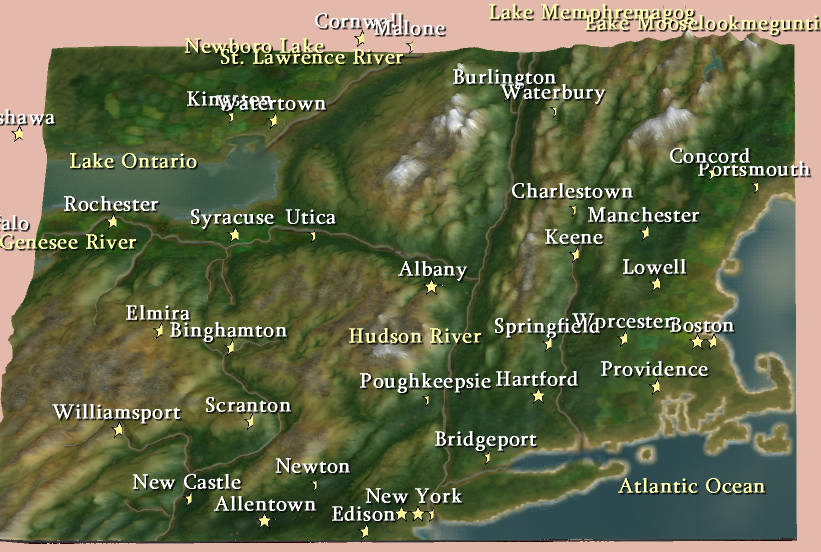 Lake Memphremagog
Cornwall
Malone
Lake Mooselookmegunti
Newboro Lake
St. Lawrence River
Burlington
Waterbury
Kingston
Watertown
shawa
Lake Ontario
Concord
Portsmouth
Charlestown
Rochester
Syracuse
Utica
Manchester
falo
Genesee River
Keene
Albany
Lowell
Elmira
Binghamton
Hudson River
Springfield
Worcester
Boston
Poughkeepsie
Hartford
Providence
Williamsport
Scranton
Bridgeport
Newton
New Castle
Atlantic Ocean
Allentown
New York
Edison